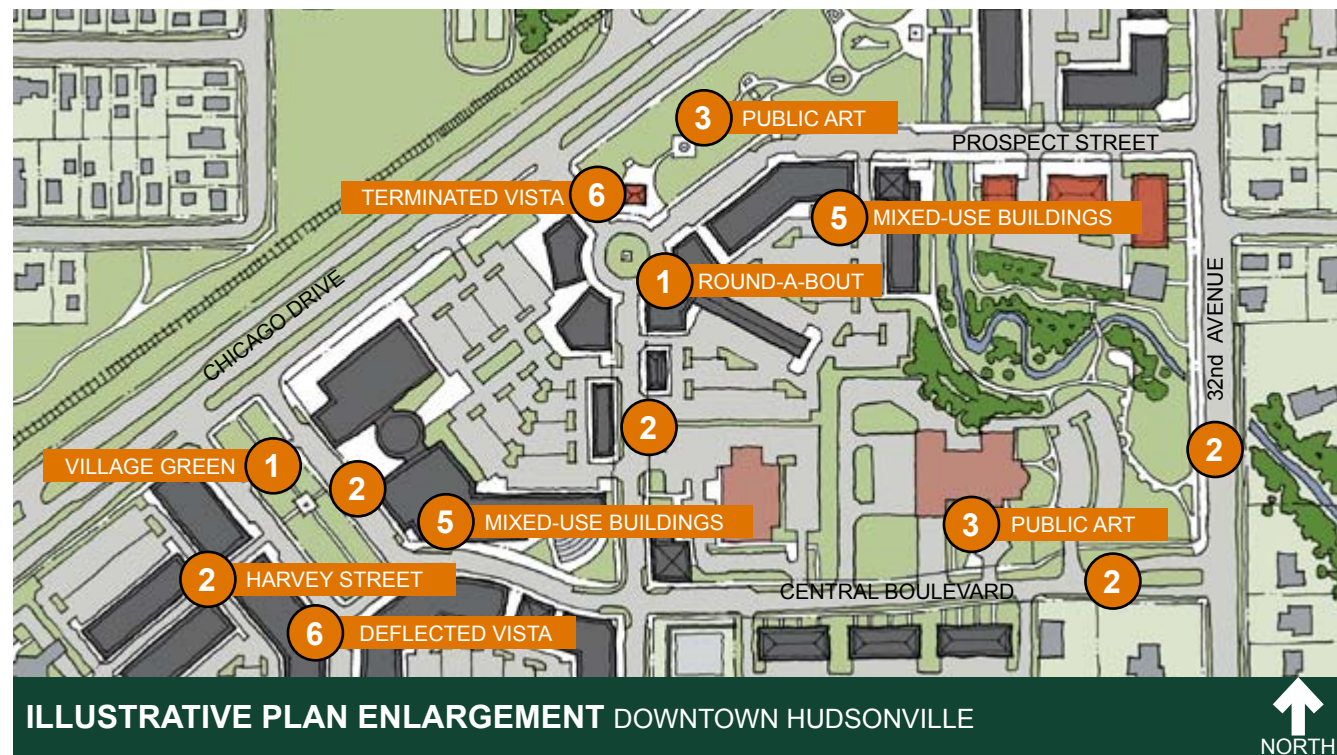 3 PUBLIC ART
PROSPECT STREET
TERMINATED VISTA 6
5 MIXED-USE BUILDINGS
1 ROUND-A-BOUT
CHICAGO DRIVE
32nd AVENUE
2
2
VILLAGE GREEN 1
2
5 MIXED-USE BUILDINGS
3 PUBLIC ART
2 HARVEY STREET
2
CENTRAL BOULEVARD
6 DEFLECTED VISTA
ILLUSTRATIVE PLAN ENLARGEMENT DOWNTOWN HUDSONVILLE
NORTH